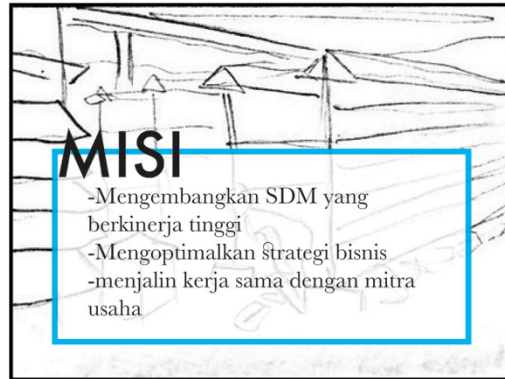 MISI
-Mengembangkan SDM yang
berkinerja tinggi
-Mengoptimalkan strategi bisnis
-menjalin kerja sama dengan mitra
usaha